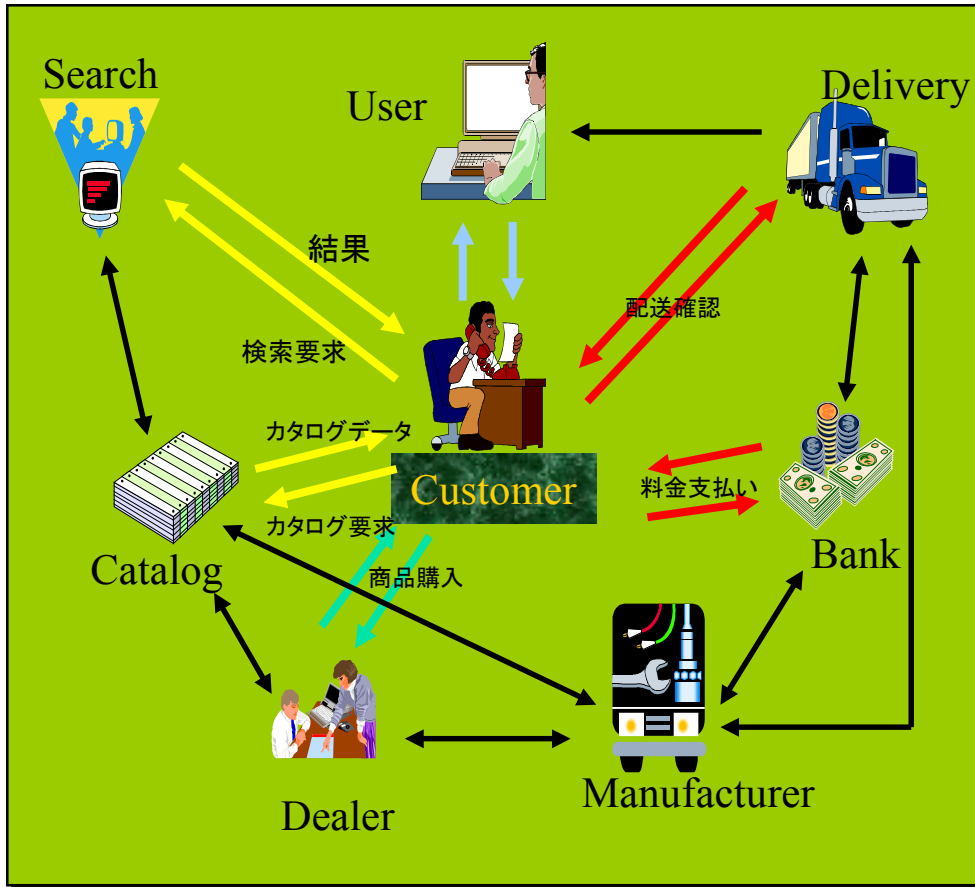 Search
User
Delivery
結果
配送確認
検索要求
カタログデータ
Customer
料金支払い
カタログ要求
Catalog
商品購入
Bank
Manufacturer
Dealer